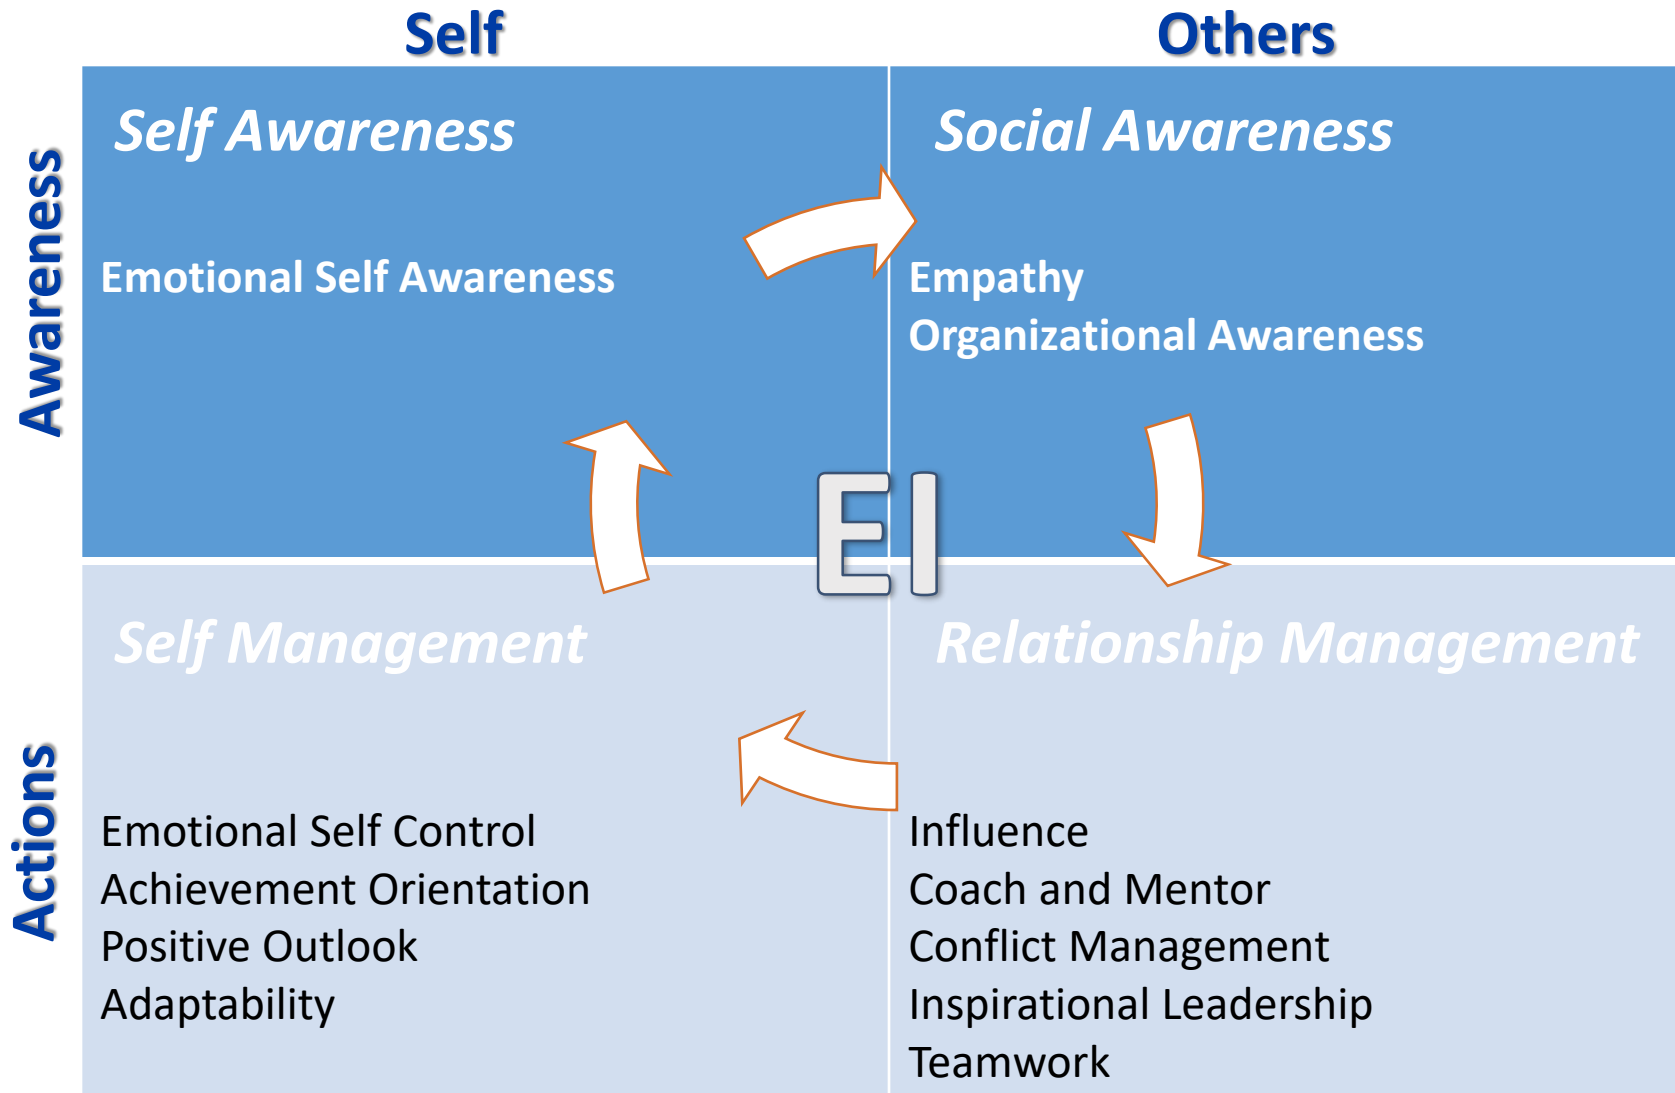 Self
Others
Awareness
Self Awareness
Emotional Self Awareness
Social Awareness
Empathy
Organizational Awareness
EI
Actions
Self Management
Emotional Self Control
Achievement Orientation
Positive Outlook
Adaptability
Relationship Management
Influence
Coach and Mentor
Conflict Management
Inspirational Leadership
Teamwork